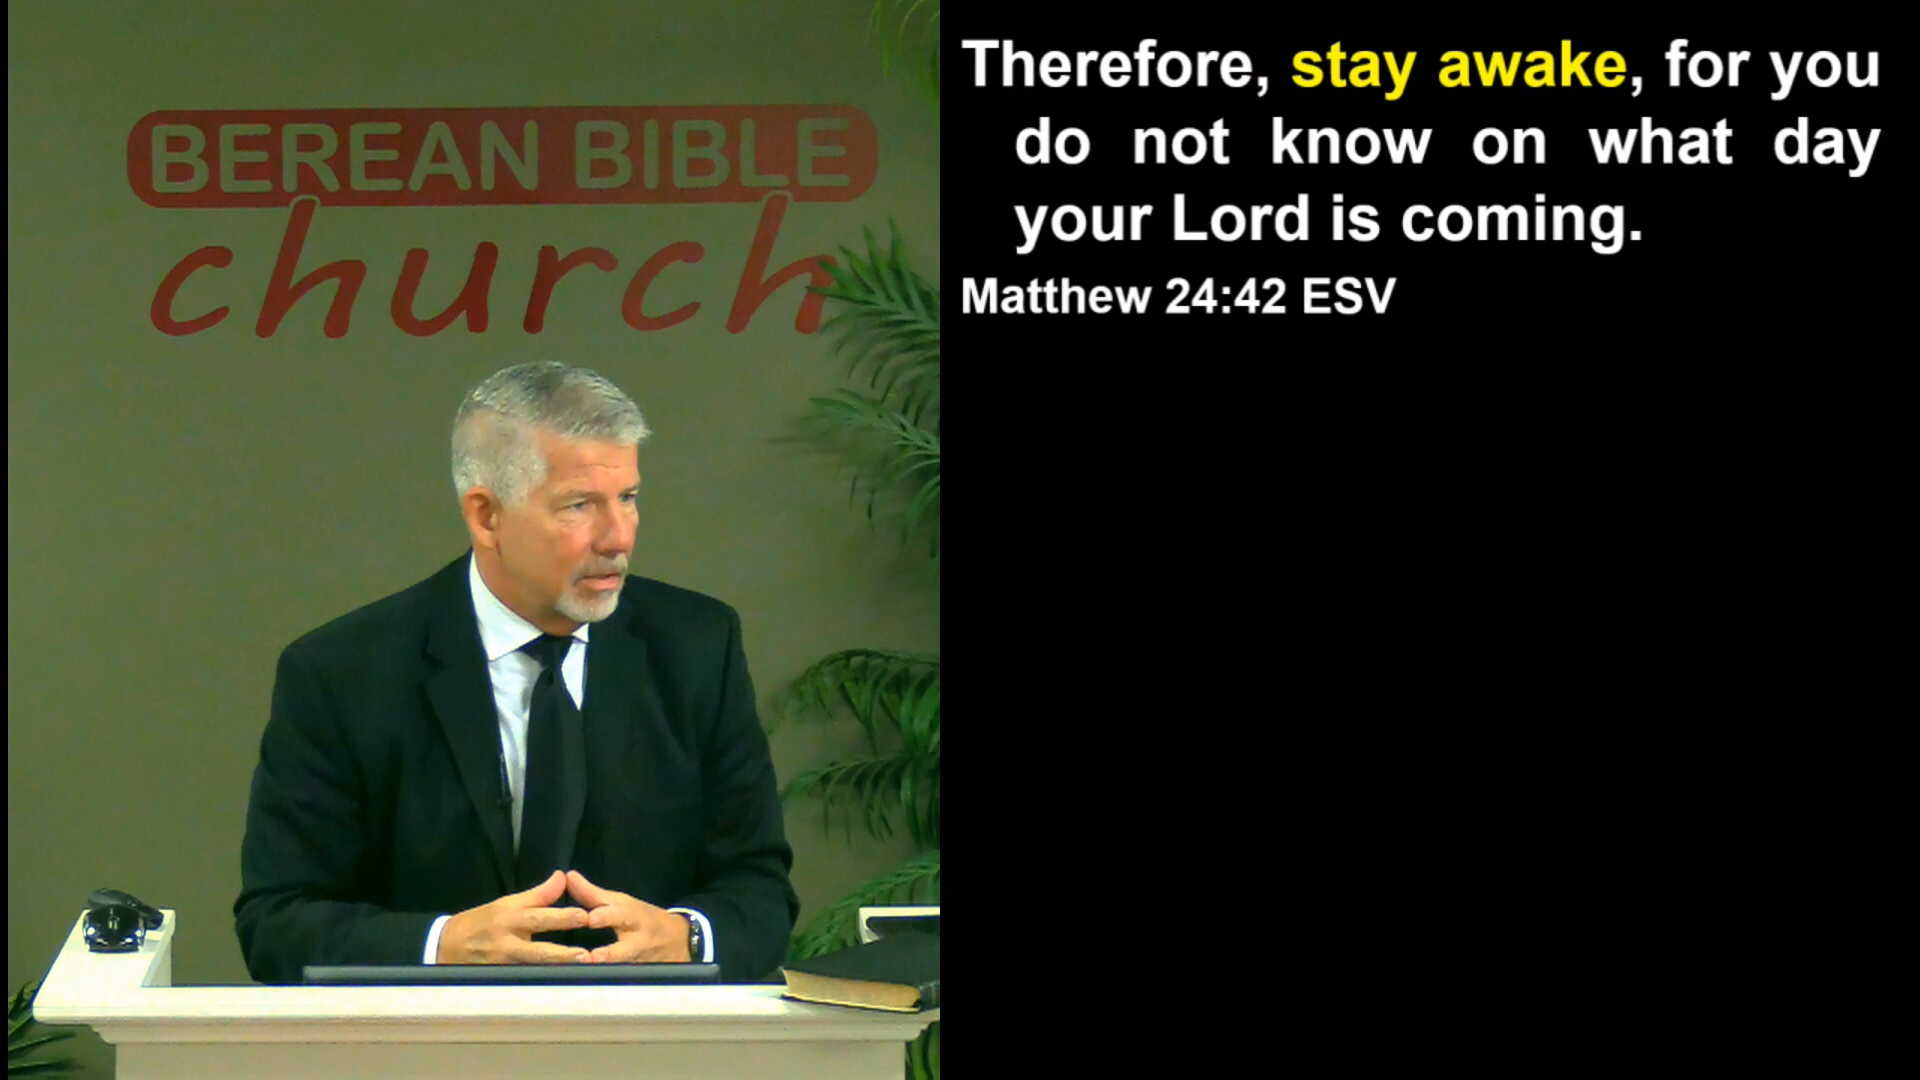 BEREAN BIBLE
church
Therefore, stay awake, for you
do not know on what day
your Lord is coming.
Matthew 24:42 ESV